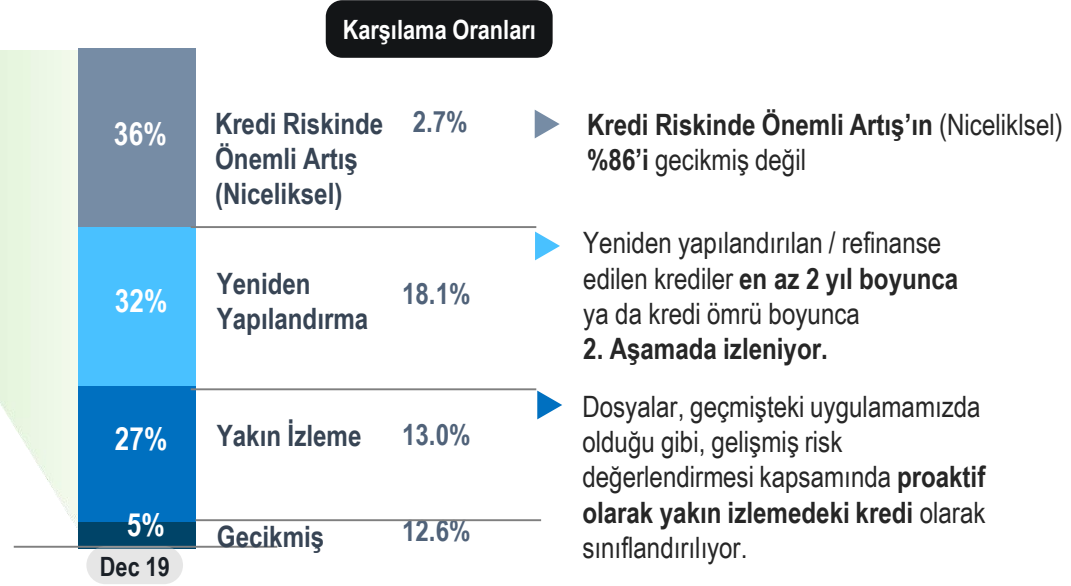 Karşılama Oranları
36%
Kredi Riskinde
Önemli Artış
(Niceliksel)
2.7%
Kredi Riskinde Önemli Artış’ın (Niceliklsel)
%86’i gecikmiş değil
32%
Yeniden
Yapılandırma
18.1%
Yeniden yapılandırılan / refinanse
edilen krediler en az 2 yıl boyunca
ya da kredi ömrü boyunca
2. Aşamada izleniyor.
27%
Yakın İzleme
13.0%
Dosyalar, geçmişteki uygulamamızda
olduğu gibi, gelişmiş risk
değerlendirmesi kapsamında proaktif
olarak yakın izlemedeki kredi olarak
sınıflandırılıyor.
5%
Gecikmiş
12.6%
Dec 19